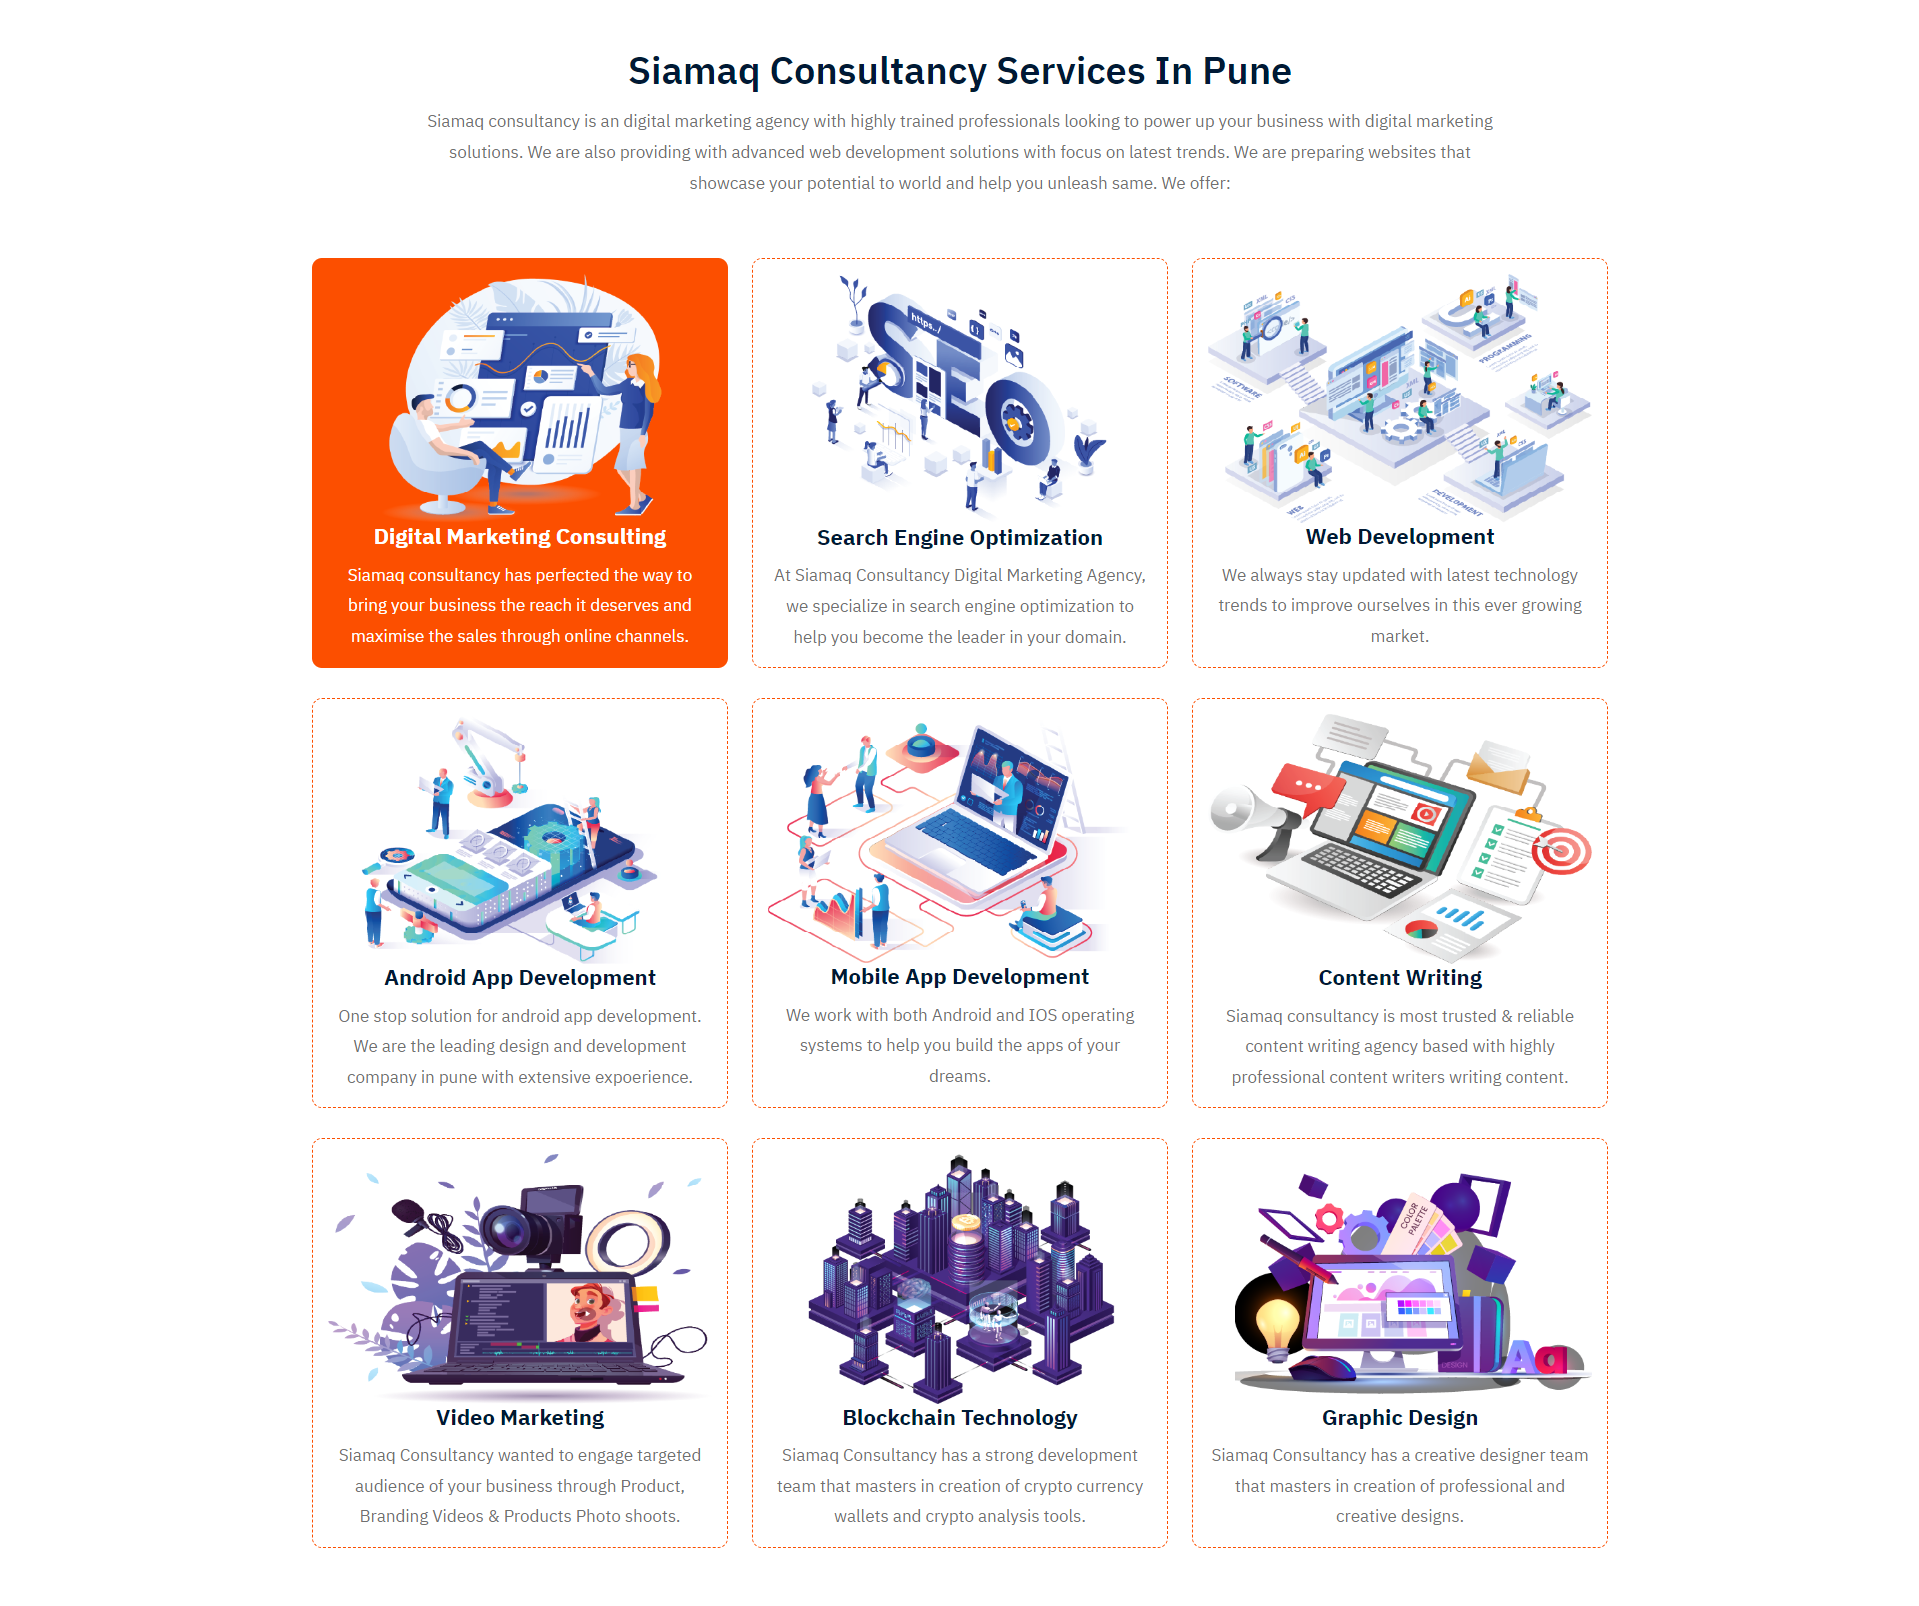 Siamaq Consultancy Services In Pune
Siamaq consultancy is an digital marketing agency with highly trained professionals looking to power up your business with digital marketing
solutions. We are also providing with advanced web development solutions with focus on latest trends. We are preparing websites that
showcase your potential to world and help you unleash same. We offer:
https../
SOFTWARE
PROGRAMMING
WEB
DEVELOPMENT
Digital Marketing Consulting
Siamaq consultancy has perfected the way to
bring your business the reach it deserves and
maximise the sales through online channels.
Search Engine Optimization
At Siamaq Consultancy Digital Marketing Agency,
we specialize in search engine optimization to
help you become the leader in your domain.
Web Development
We always stay updated with latest technology
trends to improve ourselves in this ever growing
market.
Android App Development
One stop solution for android app development.
We are the leading design and development
company in pune with extensive expoerience.
Mobile App Development
We work with both Android and IOS operating
systems to help you build the apps of your
dreams.
Content Writing
Siamaq consultancy is most trusted & reliable
content writing agency based with highly
professional content writers writing content.
COLOR
PALETTE
DESIGN
Aa
Video Marketing
Siamaq Consultancy wanted to engage targeted
audience of your business through Product,
Branding Videos & Products Photo shoots.
Blockchain Technology
Siamaq Consultancy has a strong development
team that masters in creation of crypto currency
wallets and crypto analysis tools.
Graphic Design
Siamaq Consultancy has a creative designer team
that masters in creation of professional and
creative designs.